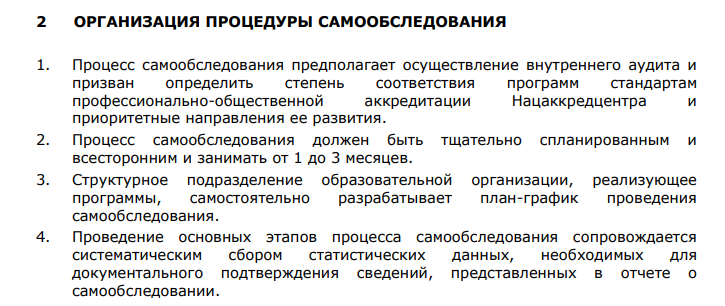 2 ОРГАНИЗАЦИЯ ПРОЦЕДУРЫ САМООБСЛЕДОВАНИЯ
1. Процесс самообследования предполагает осуществление внутреннего аудита и
призван определить степень соответствия программ стандартам
профессионально-общественной аккредитации Нацаккредцентра и
приоритетные направления ее развития.
2. Процесс самообследования должен быть тщательно спланированным и
всесторонним и занимать от 1 до 3 месяцев.
3. Структурное подразделение образовательной организации, реализующее
программы, самостоятельно разрабатывает план-график проведения
самообследования.
4. Проведение основных этапов процесса самообследования сопровождается
систематическим сбором статистических данных, необходимых для
документального подтверждения сведений, представленных в отчете о
самообследовании.